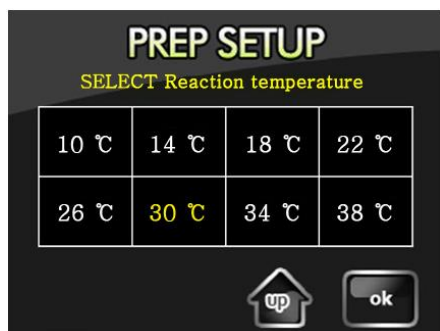 PREP SETUP
SELECT Reaction temperature
10 ℃ 14 ℃ 18 ℃ 22 ℃
26 ℃ 30 ℃ 34 ℃ 38 ℃
up ok